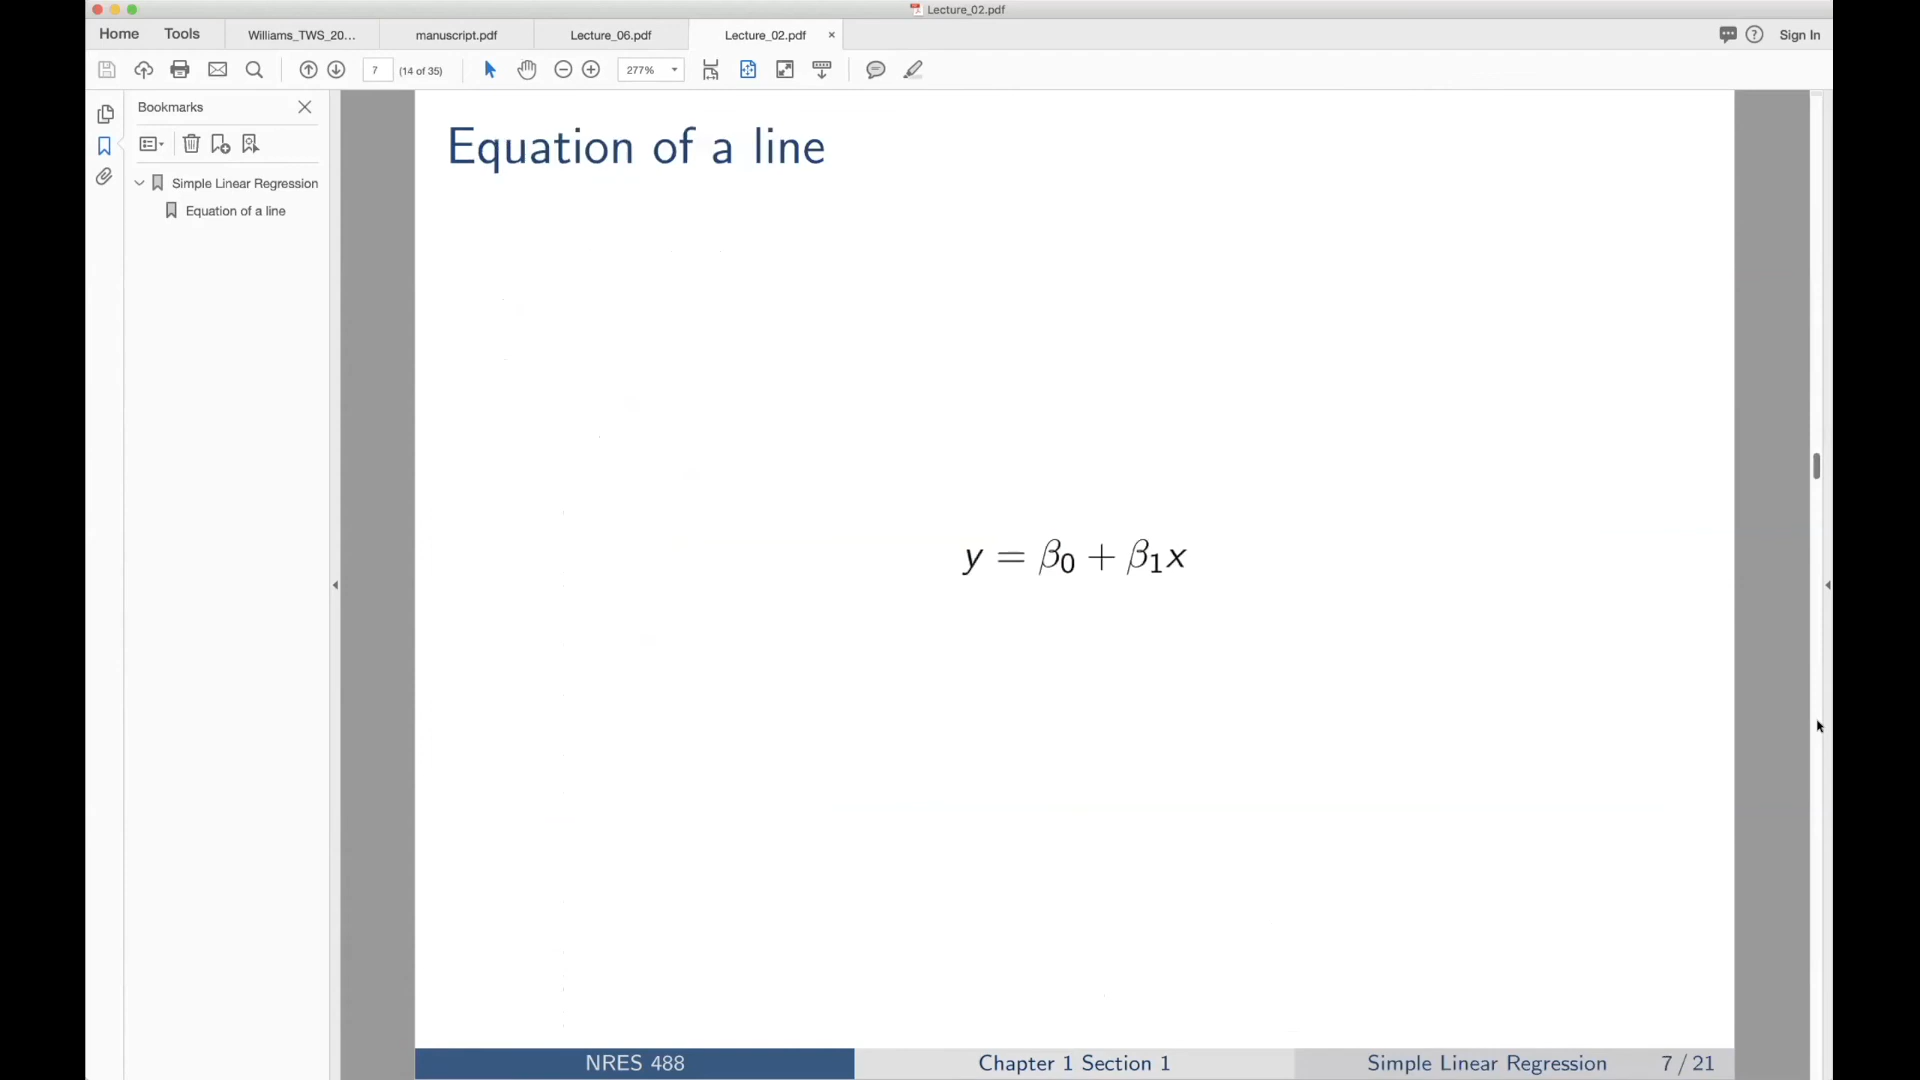 Lecture_02.pdf
Home Tools Williams_TWS_20... manuscript.pdf Lecture_06.pdf Lecture_02.pdf × Sign In
7 (14 of 35) 277%
Bookmarks
Simple Linear Regression
Equation of a line
Equation of a line
y = β₀ + β₁x
NRES 488 Chapter 1 Section 1 Simple Linear Regression 7 / 21